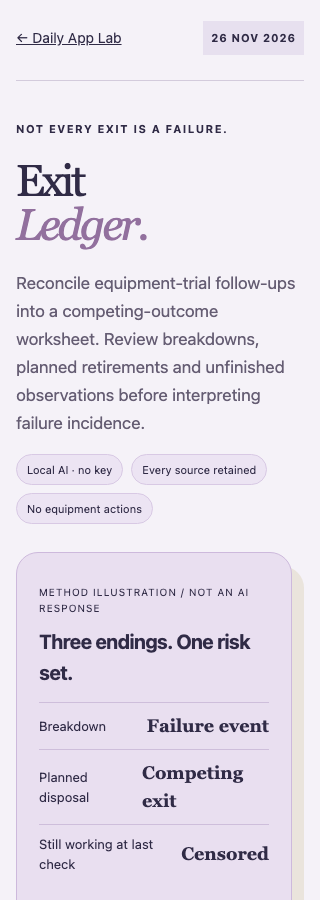 ← Daily App Lab
26 NOV 2026
NOT EVERY EXIT IS A FAILURE.
Exit
Ledger.
Reconcile equipment-trial follow-ups
into a competing-outcome
worksheet. Review breakdowns,
planned retirements and unfinished
observations before interpreting
failure incidence.
Local AI · no key
Every source retained
No equipment actions
METHOD ILLUSTRATION / NOT AN AI
RESPONSE
Three endings. One risk
set.
Breakdown
Failure event
Planned
disposal
Competing
exit
Still working at last
check
Censored